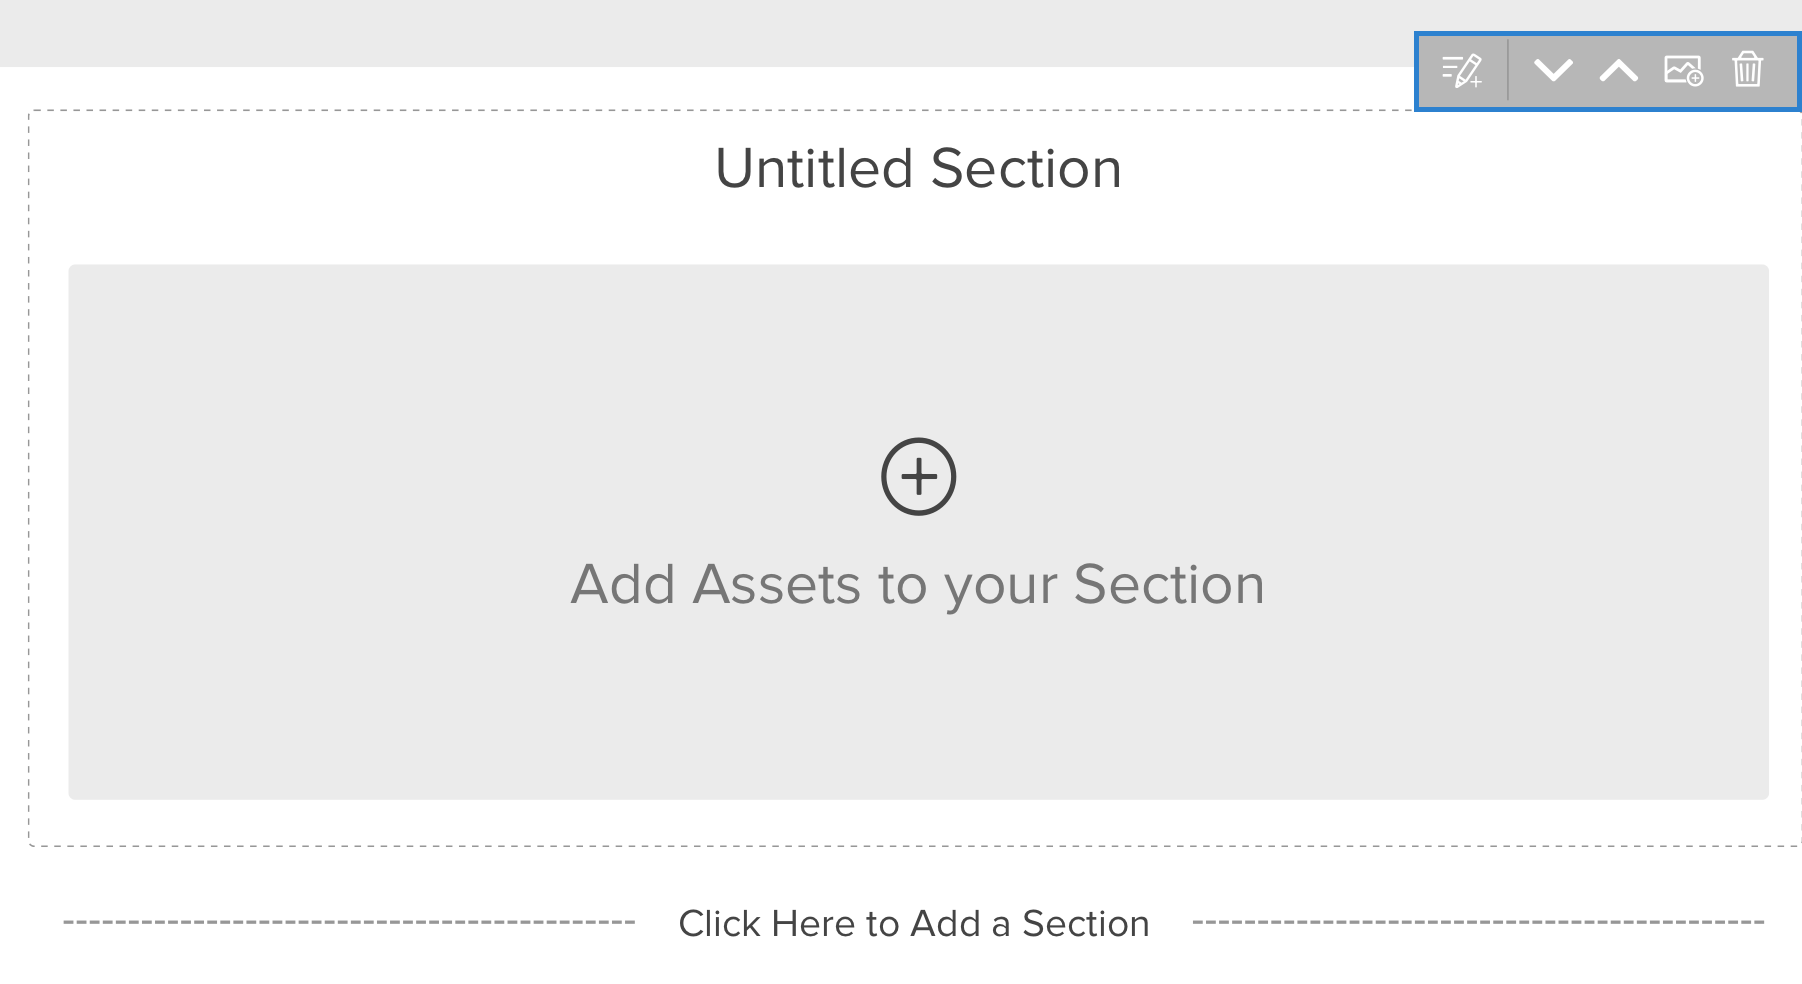 Untitled Section
Add Assets to your Section
Click Here to Add a Section